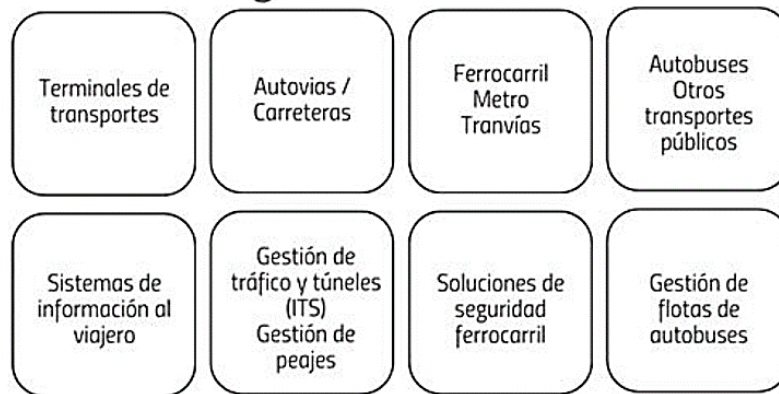 Terminales de
transportes
Autovias /
Carreteras
Ferrocarril
Metro
Tranvías
Autobuses
Otros
transportes
públicos
Sistemas de
información al
viajero
Gestión de
tráfico y túneles
(ITS)
Gestión de
peajes
Soluciones de
seguridad
ferrocarril
Gestión de
flotas de
autobuses